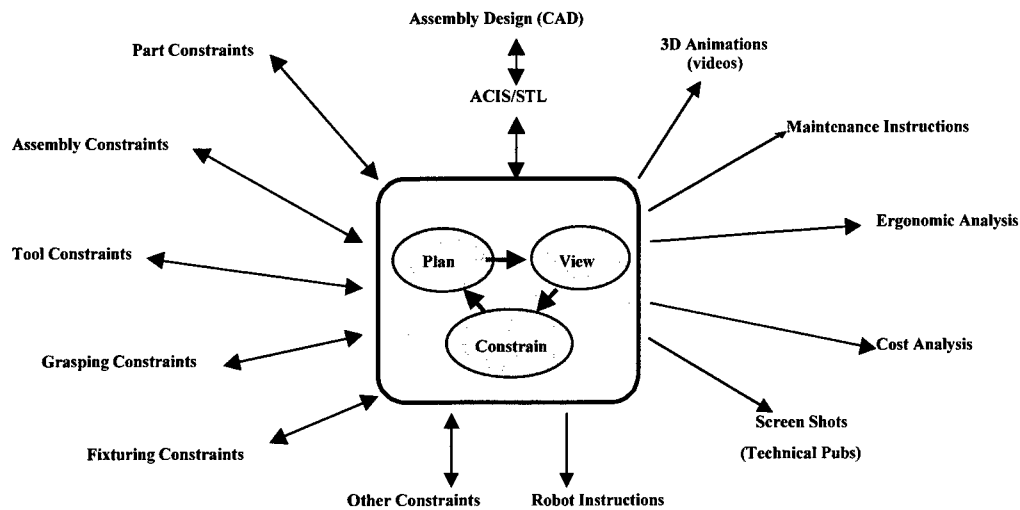 Assembly Design (CAD)
Part Constraints
3D Animations
(videos)
ACIS/STL
Maintenance Instructions
Assembly Constraints
Ergonomic Analysis
Tool Constraints
Plan
View
Constrain
Cost Analysis
Grasping Constraints
Screen Shots
(Technical Pubs)
Fixturing Constraints
Other Constraints
Robot Instructions